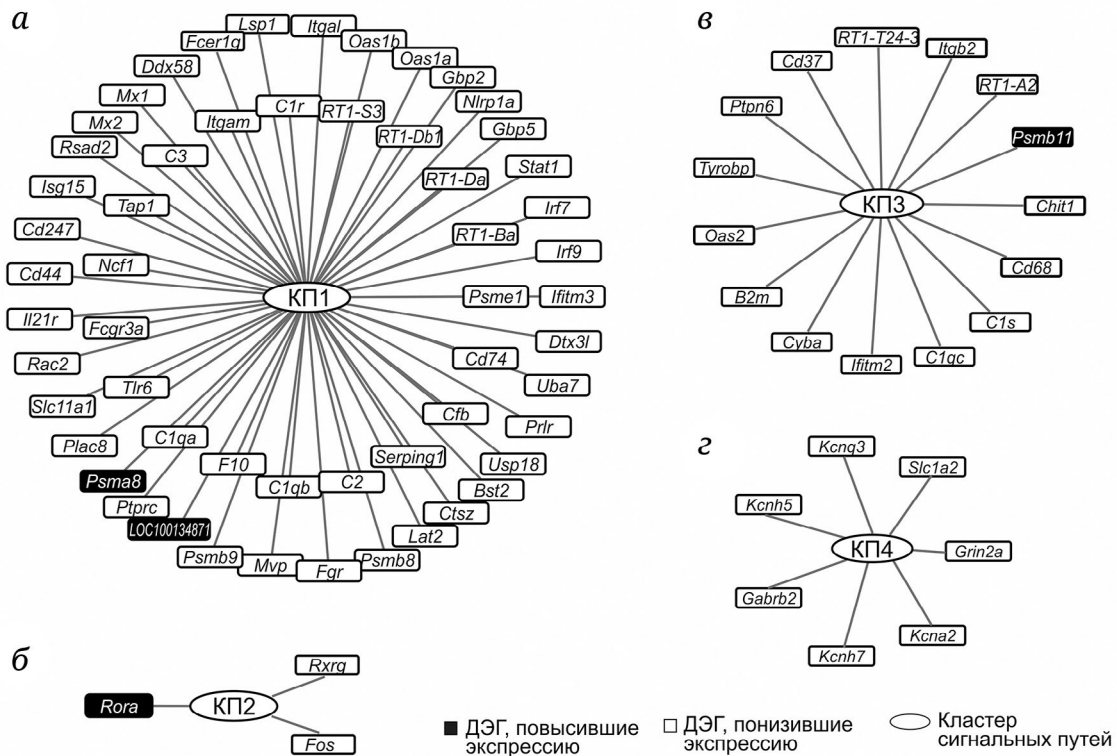 а
Lsp1
Itgal
Fcer1g
Oas1b
Ddx58
Oas1a
Gbp2
Mx1
C1r
RT1-S3
Nlrp1a
Mx2
Itgam
RT1-Db1
Gbp5
Rsad2
C3
Stat1
Isg15
RT1-Da
Tap1
Irf7
Cd247
RT1-Ba
Irf9
Cd44
Ncf1
КП1
Psme1
Ifitm3
Il21r
Fcgr3a
Dtx3l
Rac2
Cd74
Uba7
Slc11a1
Tlr6
Cfb
Prlr
Plac8
C1qa
Serping1
Usp18
Psma8
F10
C1qb
C2
Bst2
Ptprc
Ctsz
LOC100134871
Lat2
Psmb9
Mvp
Fgr
Psmb8
б
Rxrg
Rora
КП2
Fos
в
RT1-T24-3
Itgb2
Cd37
RT1-A2
Ptpn6
Psmb11
Tyrobp
КП3
Chit1
Oas2
Cd68
B2m
C1s
Cyba
Ifitm2
C1qc
г
Kcnq3
Slc1a2
Kcnh5
КП4
Grin2a
Gabrb2
Kcna2
Kcnh7
ДЭГ, повысившие
экспрессию
ДЭГ, понизившие
экспрессию
Кластер
сигнальных путей